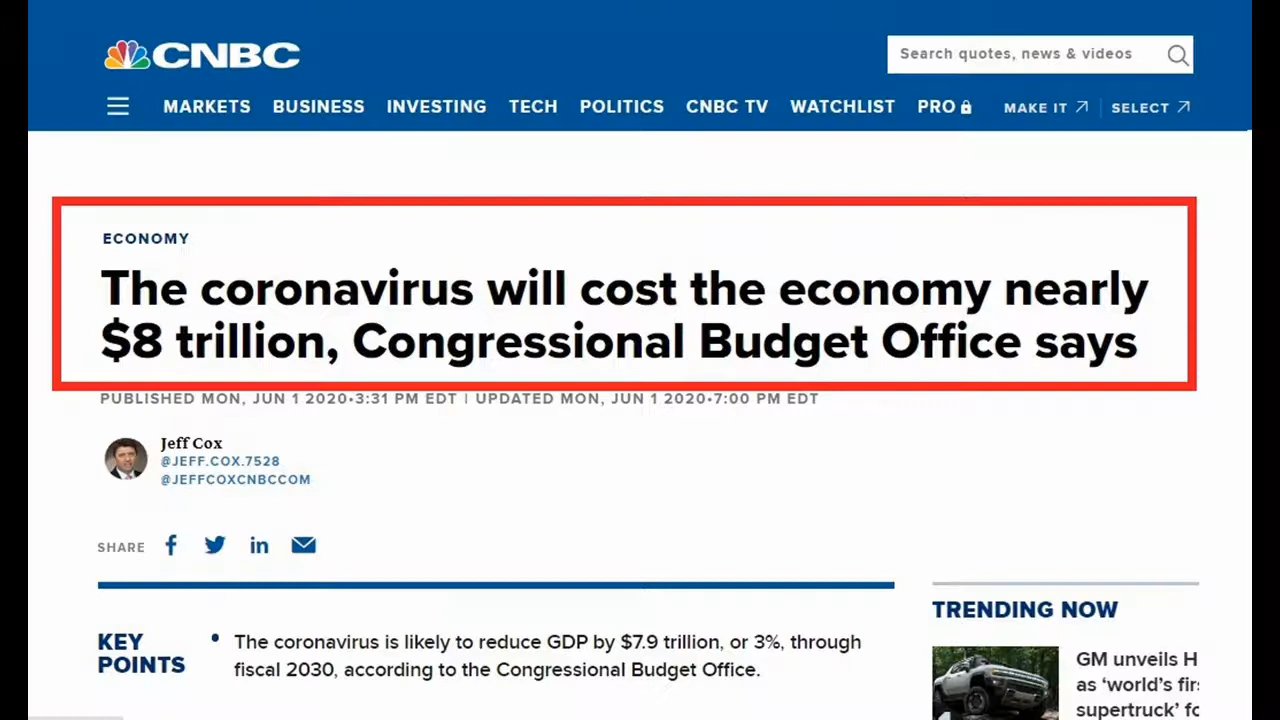 CNBC
Search quotes, news & videos
MARKETS BUSINESS INVESTING TECH POLITICS CNBC TV WATCHLIST PRO MAKE IT SELECT
ECONOMY
The coronavirus will cost the economy nearly
$8 trillion, Congressional Budget Office says
PUBLISHED MON, JUN 1 2020•3:31 PM EDT | UPDATED MON, JUN 1 2020•7:00 PM EDT
Jeff Cox
@JEFF.COX.7528
@JEFFCOXCNBCCOM
SHARE
KEY
POINTS
• The coronavirus is likely to reduce GDP by $7.9 trillion, or 3%, through
fiscal 2030, according to the Congressional Budget Office.
TRENDING NOW
GM unveils H
as ‘world’s
supertruck’